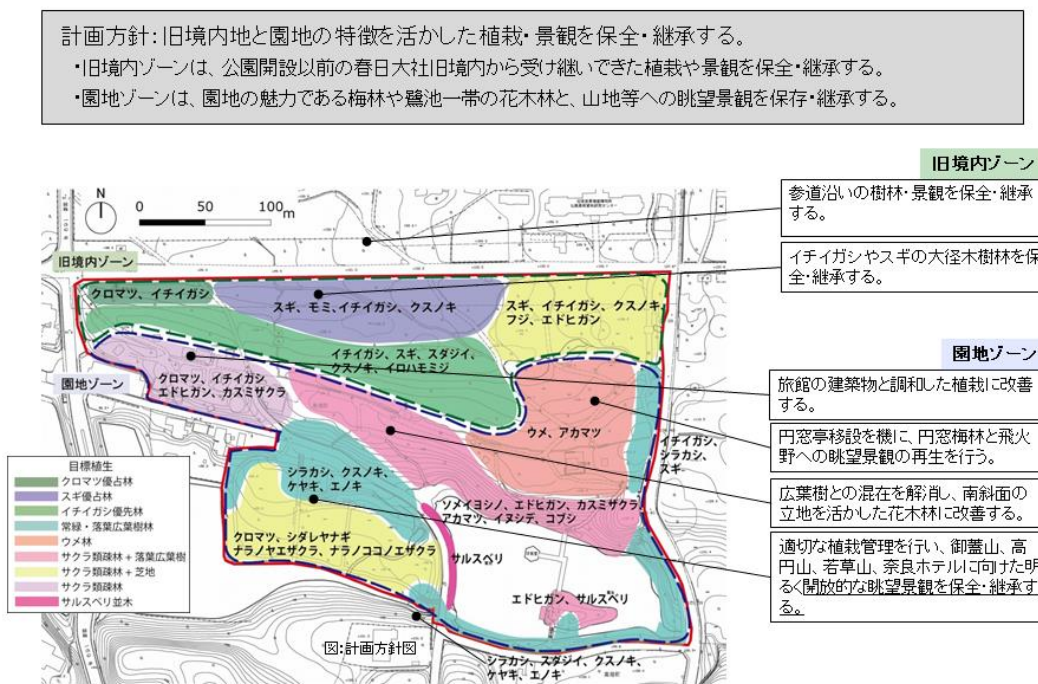 計画方針:旧境内地と園地の特徴を活かした植栽・景観を保全・継承する。
・旧境内ゾーンは、公園開設以前の春日大社旧境内から受け継いできた植栽や景観を保全・継承する。
・園地ゾーンは、園地の魅力である梅林や鷺池一帯の花木林と、山地等への眺望景観を保存・継承する。
旧境内ゾーン
参道沿いの樹林・景観を保全・継承
する。
イチイガシやスギの大径木樹林を保
全・継承する。
園地ゾーン
旅館の建築物と調和した植栽に改善
する。
円窓亭移設を機に、円窓梅林と飛火
野への眺望景観の再生を行う。
広葉樹との混在を解消し、南斜面の
立地を活かした花木林に改善する。
適切な植栽管理を行い、御蓋山、高
円山、若草山、奈良ホテルに向けた明
るく開放的な眺望景観を保全・継承す
る。
N
0 50 100m
旧境内ゾーン
クロマツ、イチイガシ
スギ、モミ、イチイガシ、クスノキ
スギ、イチイガシ、クスノキ、
フジ、エドヒガン
イチイガシ、スギ、スダジイ、
クスノキ、イロハモミジ
園地ゾーン
クロマツ、イチイガシ
エドヒガン、カスミザクラ
ウメ、アカマツ
イチイガシ、
シラカシ、
スギ
シラカシ、クスノキ、
ケヤキ、エノキ
ソメイヨシノ、エドヒガン、カスミザクラ、
アカマツ、イヌシデ、コブシ
クロマツ、シダレヤナギ
ナラノヤエザクラ、ナラノココノエザクラ
サルスベリ
エドヒガン、サルスベリ
シラカシ、スダジイ、クスノキ、
ケヤキ、エノキ
目標植生
クロマツ優占林
スギ優占林
イチイガシ優先林
常緑・落葉広葉樹林
ウメ林
サクラ類疎林+落葉広葉樹
サクラ類疎林+芝地
サクラ類疎林
サルスベリ並木
図:計画方針図